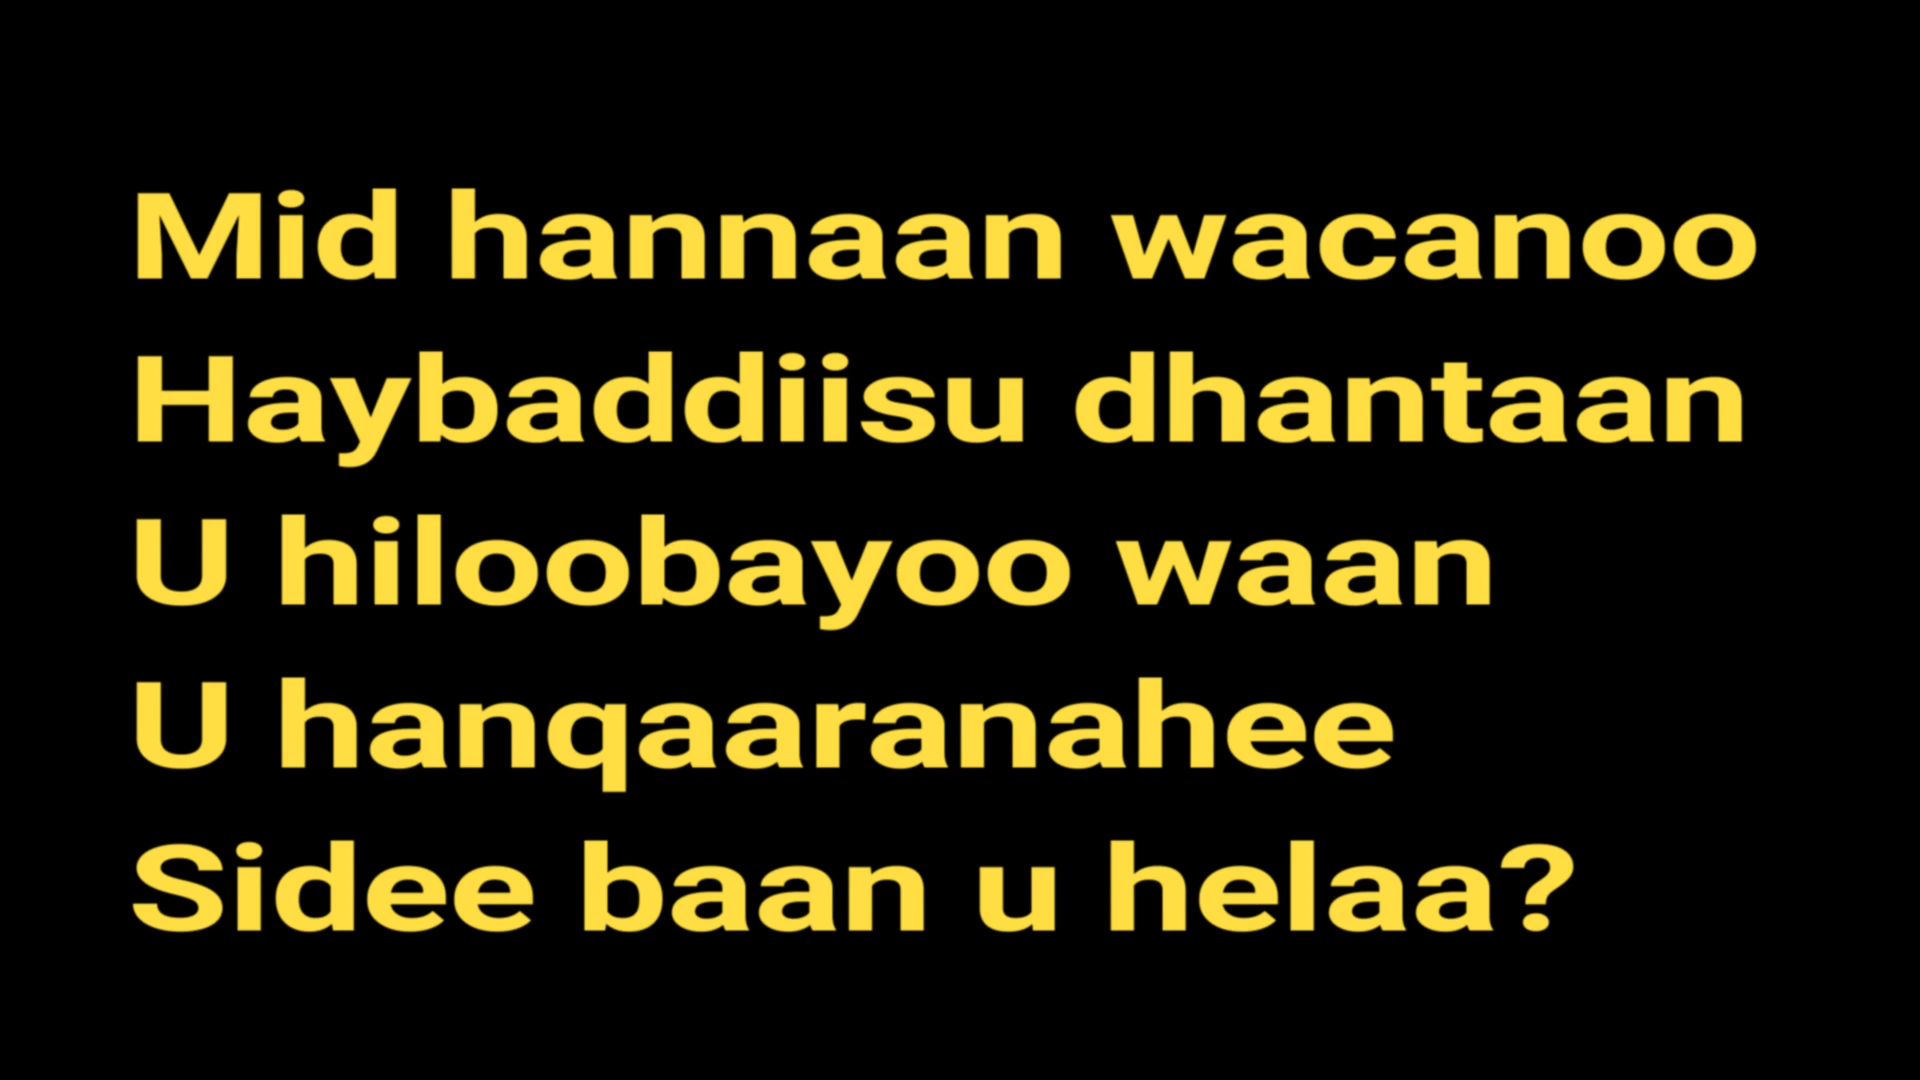 Mid hannaan wacanoo
Haybaddiisu dhantaan
U hiloobayoo waan
U hanqaaranahee
Sidee baan u helaa?